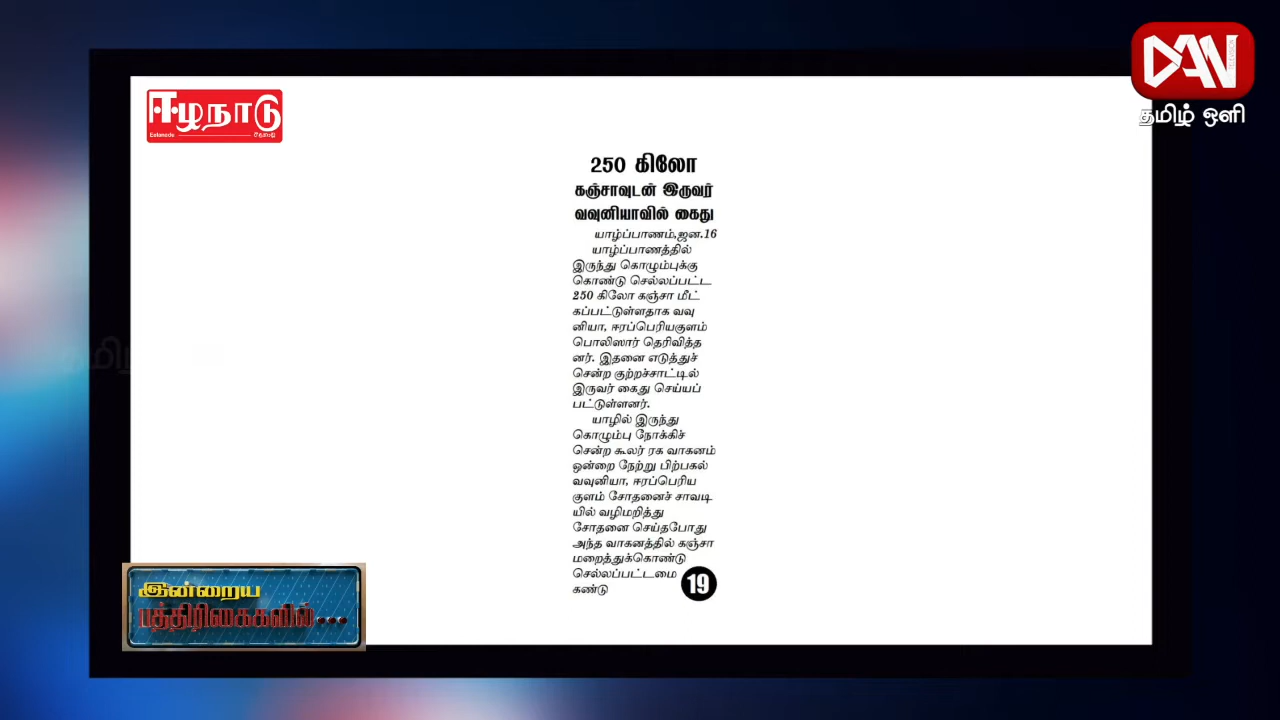 DAN
தமிழ் ஒளி
ஈழநாடு
Eelanadu
250 கிலோ
கஞ்சாவுடன் இருவர்
வவுனியாவில் கைது
யாழ்ப்பாணம்,ஜன.16
யாழ்ப்பாணத்தில்
இருந்து கொழும்புக்கு
கொண்டு செல்லப்பட்ட
250 கிலோ கஞ்சா மீட்
கப்பட்டுள்ளதாக வவு
னியா, ஈரப்பெரியகுளம்
பொலிஸார் தெரிவித்த
னர். இதனை எடுத்துச்
சென்ற குற்றச்சாட்டில்
இருவர் கைது செய்யப்
பட்டுள்ளனர்.
யாழில் இருந்து
கொழும்பு நோக்கிச்
சென்ற கூலர் ரக வாகனம்
ஒன்றை நேற்று பிற்பகல்
வவுனியா, ஈரப்பெரிய
குளம் சோதனைச் சாவடி
யில் வழிமறித்து
சோதனை செய்தபோது
அந்த வாகனத்தில் கஞ்சா
மறைத்துக்கொண்டு
செல்லப்பட்டமை
கண்டு
19
இன்றைய
பத்திரிகைகளில்...